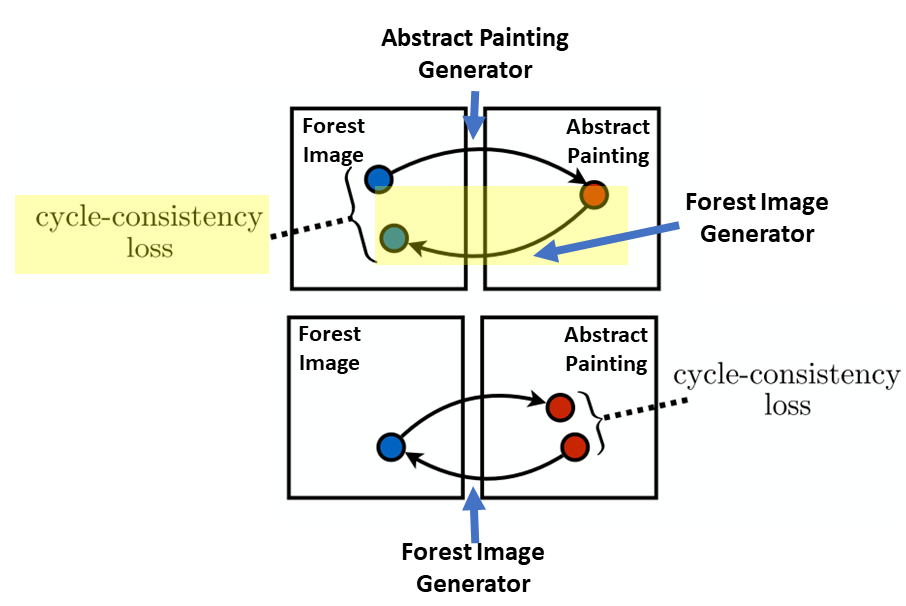 Abstract Painting
Generator
Forest
Image
Abstract
Painting
cycle-consistency
loss
Forest Image
Generator
Forest
Image
Abstract
Painting
cycle-consistency
loss
Forest Image
Generator